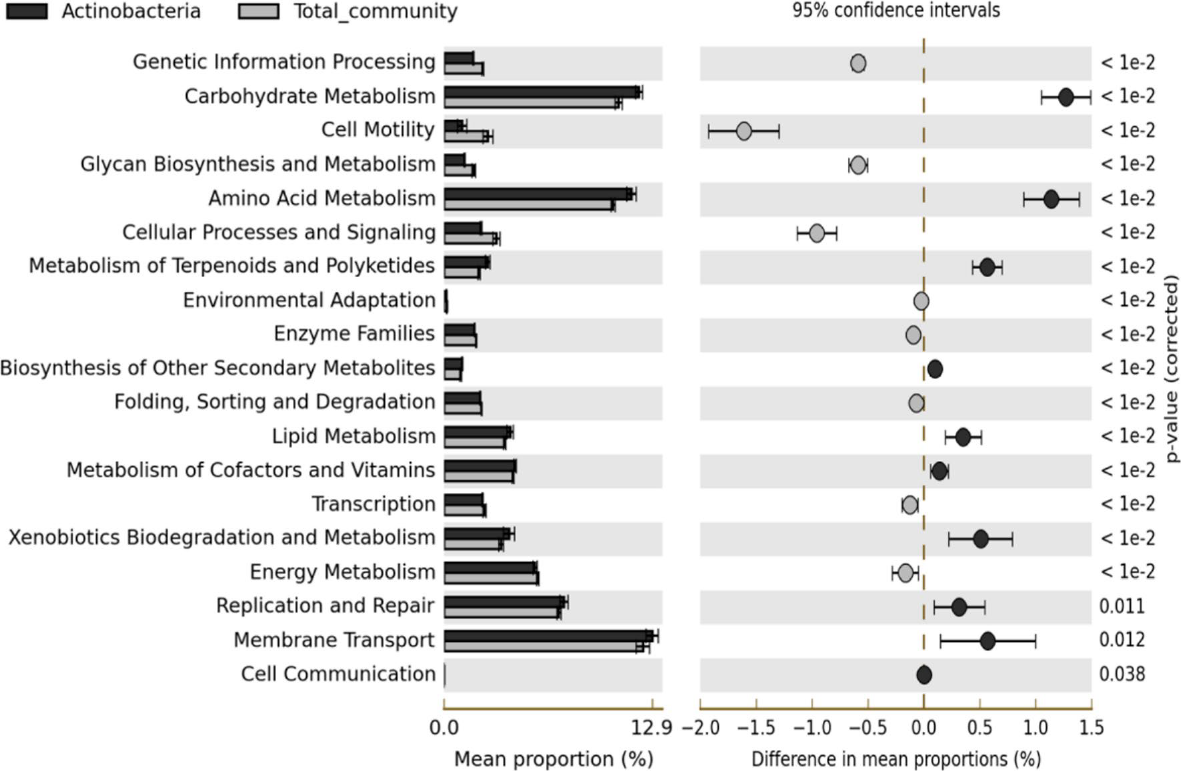 Actinobacteria Total_community 95% confidence intervals
Genetic Information Processing < 1e-2
Carbohydrate Metabolism < 1e-2
Cell Motility < 1e-2
Glycan Biosynthesis and Metabolism < 1e-2
Amino Acid Metabolism < 1e-2
Cellular Processes and Signaling < 1e-2
Metabolism of Terpenoids and Polyketides < 1e-2
Environmental Adaptation < 1e-2
Enzyme Families < 1e-2
Biosynthesis of Other Secondary Metabolites < 1e-2
Folding, Sorting and Degradation < 1e-2
Lipid Metabolism < 1e-2
Metabolism of Cofactors and Vitamins < 1e-2
Transcription < 1e-2
Xenobiotics Biodegradation and Metabolism < 1e-2
Energy Metabolism < 1e-2
Replication and Repair 0.011
Membrane Transport 0.012
Cell Communication 0.038
p-value (corrected)
0.0 12.9 −2.0 −1.5 −1.0 −0.5 0.0 0.5 1.0 1.5
Mean proportion (%) Difference in mean proportions (%)